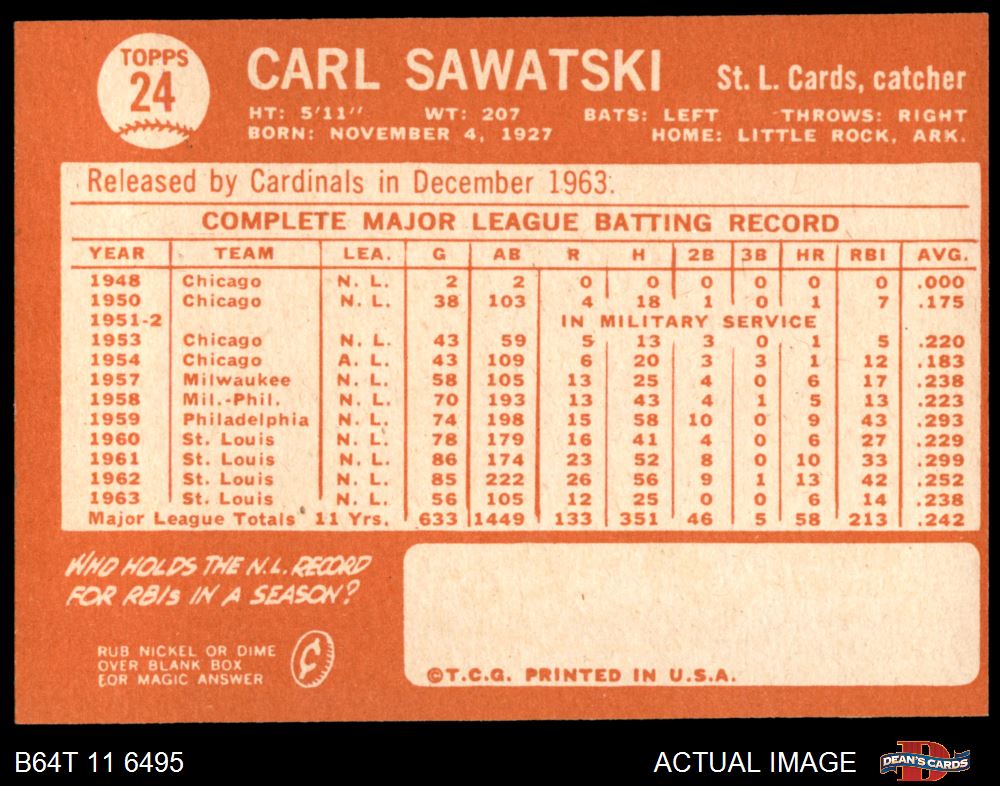 TOPPS
24
CARL SAWATSKI St. L. Cards, catcher
HT: 5'11'' WT: 207 BATS: LEFT THROWS: RIGHT
BORN: NOVEMBER 4, 1927 HOME: LITTLE ROCK, ARK.
Released by Cardinals in December 1963.
COMPLETE MAJOR LEAGUE BATTING RECORD
YEAR TEAM LEA. G AB R H 2B 3B HR RBI AVG.
1948 Chicago N. L. 2 2 0 0 0 0 0 0 .000
1950 Chicago N. L. 38 103 4 18 1 0 1 7 .175
1951-2 IN MILITARY SERVICE
1953 Chicago N. L. 43 59 5 13 3 0 1 5 .220
1954 Chicago A. L. 43 109 6 20 3 3 1 12 .183
1957 Milwaukee N. L. 58 105 13 25 4 0 6 17 .238
1958 Mil.-Phil. N. L. 70 193 13 43 4 1 5 13 .223
1959 Philadelphia N. L. 74 198 15 58 10 0 9 43 .293
1960 St. Louis N. L. 78 179 16 41 4 0 6 27 .229
1961 St. Louis N. L. 86 174 23 52 8 0 10 33 .299
1962 St. Louis N. L. 85 222 26 56 9 1 13 42 .252
1963 St. Louis N. L. 56 105 12 25 0 0 6 14 .238
Major League Totals 11 Yrs. 633 1449 133 351 46 5 58 213 .242
WHO HOLDS THE N.L. RECORD
FOR RBIs IN A SEASON?
RUB NICKEL OR DIME
OVER BLANK BOX
FOR MAGIC ANSWER
©T.C.G. PRINTED IN U.S.A.
B64T 11 6495 ACTUAL IMAGE DEAN'S CARDS